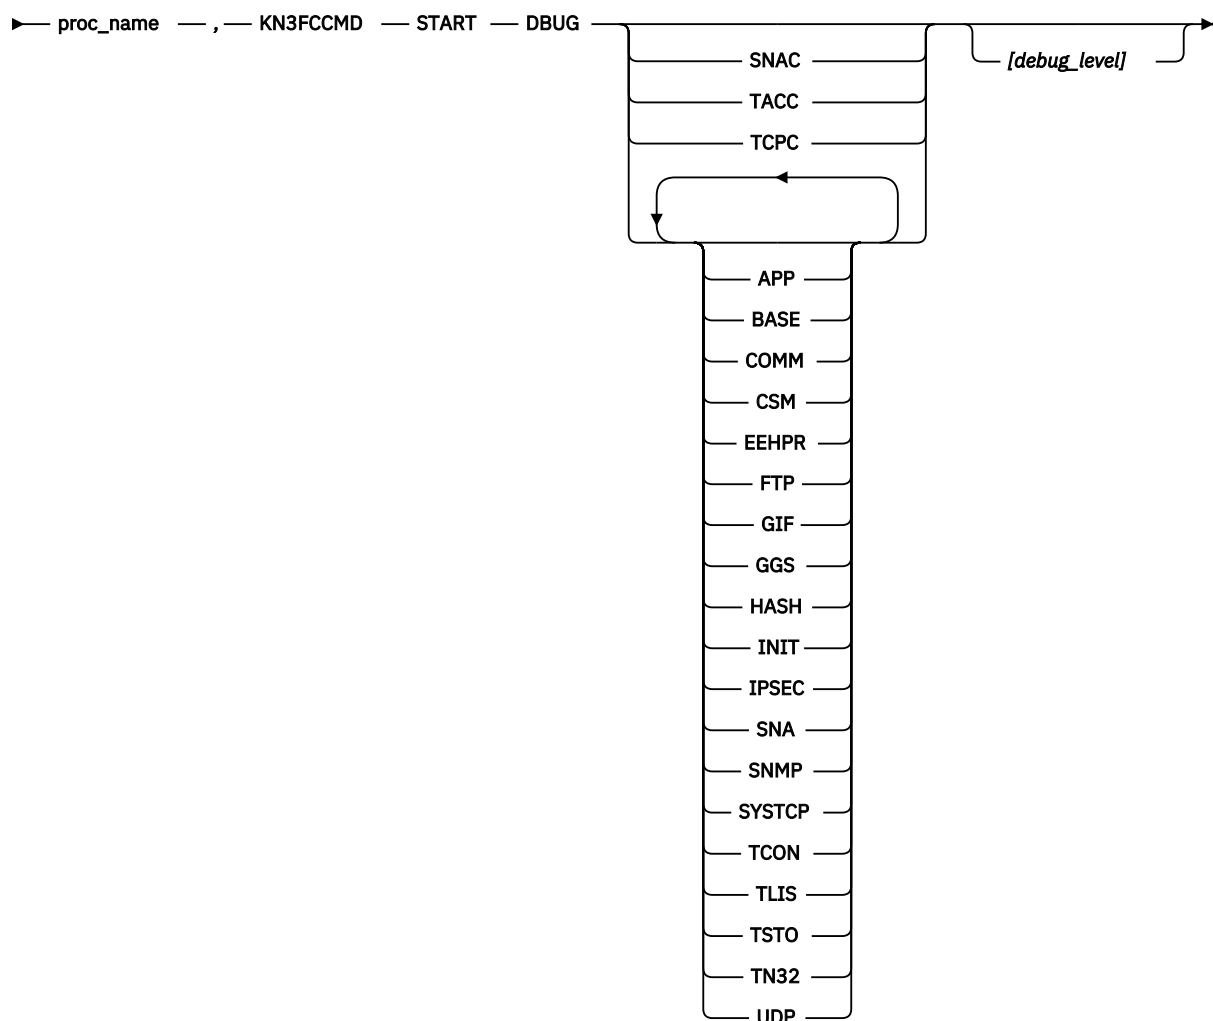 proc_name , KN3FCCMD START DBUG
SNAC
[debug_level]
TACC
TCPC
APP
BASE
COMM
CSM
EEHPR
FTP
GIF
GGS
HASH
INIT
IPSEC
SNA
SNMP
SYSTCP
TCON
TLIS
TSTO
TN32
UDP